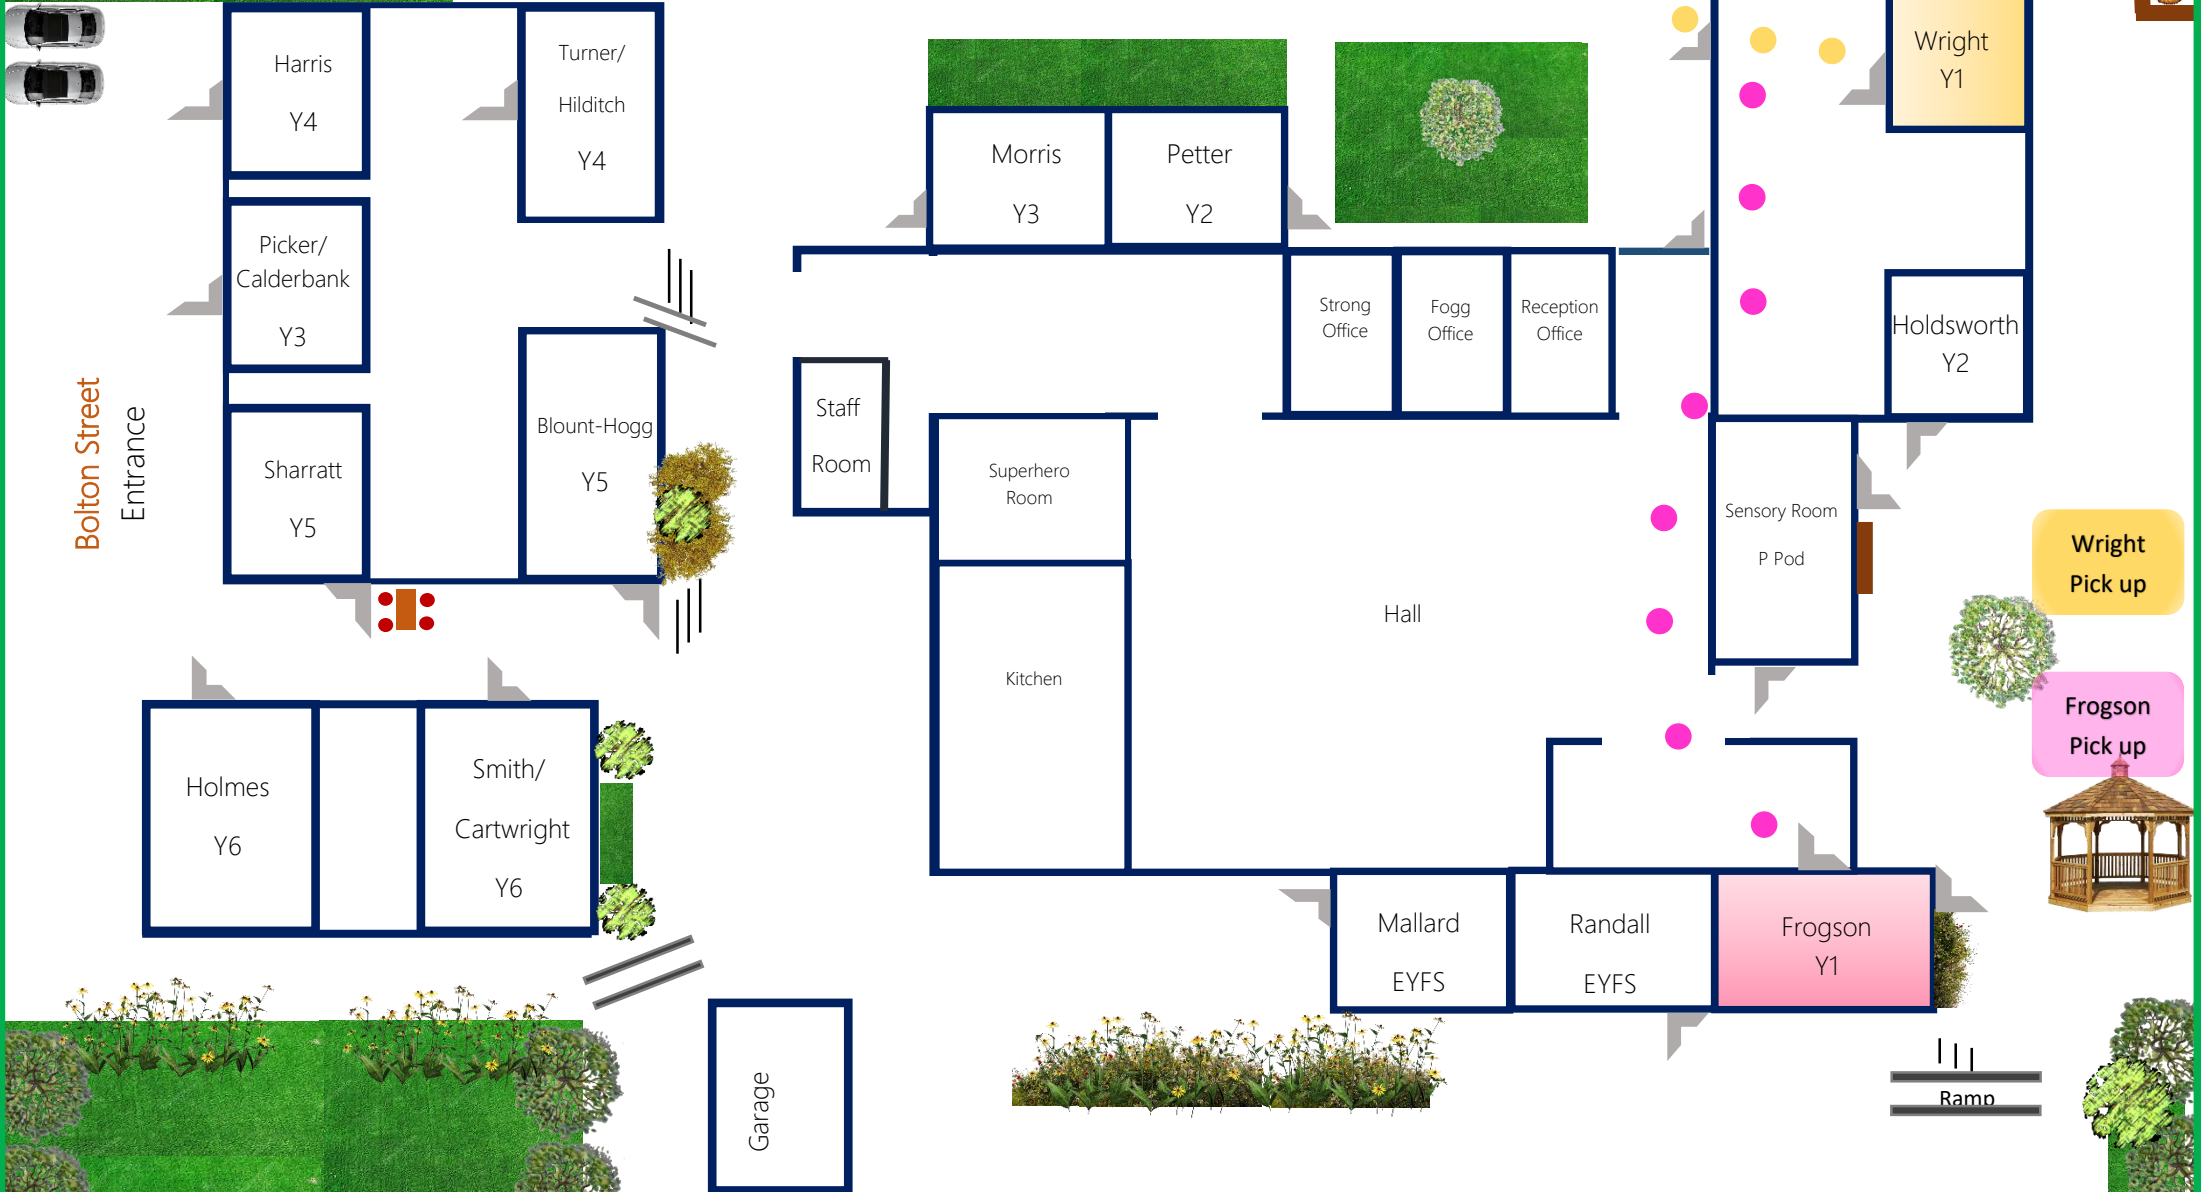 Harris
Y4
Turner/
Hilditch
Y4
Wright
Y1
Morris
Y3
Petter
Y2
Picker/
Calderbank
Y3
Strong
Office
Fogg
Office
Reception
Office
Holdsworth
Y2
Bolton Street
Entrance
Sharratt
Y5
Blount-Hogg
Y5
Staff
Room
Superhero
Room
Sensory Room
P Pod
Wright
Pick up
Hall
Kitchen
Frogson
Pick up
Holmes
Y6
Smith/
Cartwright
Y6
Mallard
EYFS
Randall
EYFS
Frogson
Y1
Garage
Ramp